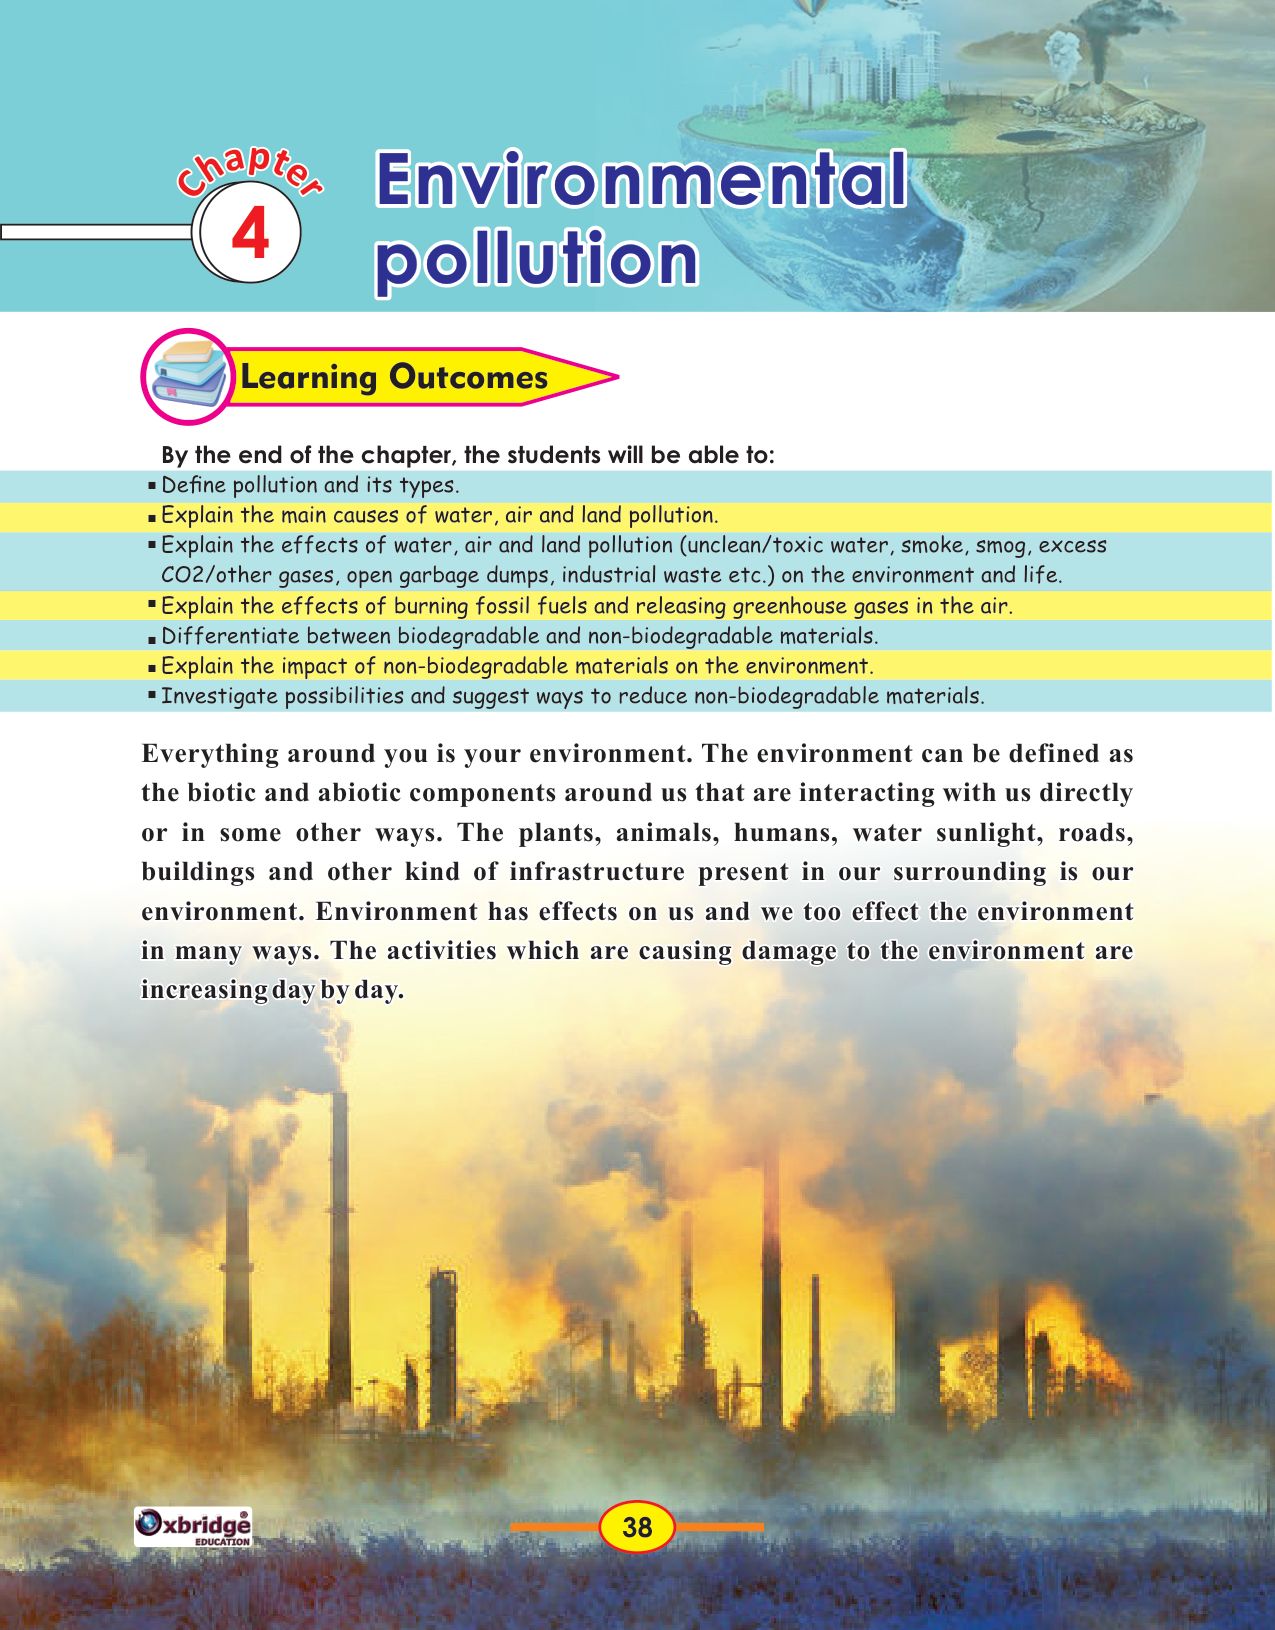 Chapter
4
Environmental
pollution
Learning Outcomes
By the end of the chapter, the students will be able to:
▪ Define pollution and its types.
▪ Explain the main causes of water, air and land pollution.
▪ Explain the effects of water, air and land pollution (unclean/toxic water, smoke, smog, excess
CO2/other gases, open garbage dumps, industrial waste etc.) on the environment and life.
▪ Explain the effects of burning fossil fuels and releasing greenhouse gases in the air.
▪ Differentiate between biodegradable and non-biodegradable materials.
▪ Explain the impact of non-biodegradable materials on the environment.
▪ Investigate possibilities and suggest ways to reduce non-biodegradable materials.
Everything around you is your environment. The environment can be defined as
the biotic and abiotic components around us that are interacting with us directly
or in some other ways. The plants, animals, humans, water sunlight, roads,
buildings and other kind of infrastructure present in our surrounding is our
environment. Environment has effects on us and we too effect the environment
in many ways. The activities which are causing damage to the environment are
increasing day by day.
Oxbridge®
EDUCATION
38